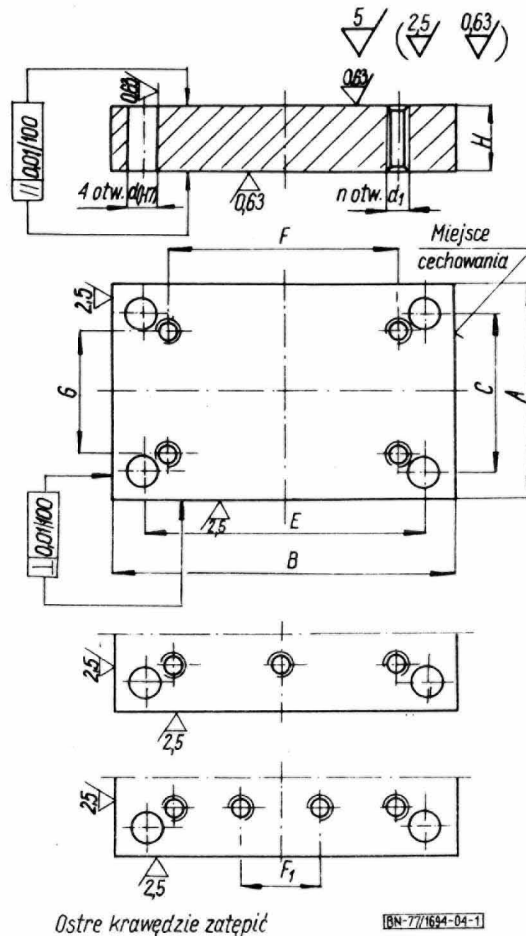 5 ( 2,5 0,63 )
0,63
0,63
// 0,01/100
H
4 otw. d(H7)
0,63
n otw. d1
F
Miejsce
cechowania
2,5
G
C
A
⊥ 0,01/100
2,5
E
B
2,5
2,5
2,5
2,5
F1
Ostre krawędzie zatępić
BN-77/1694-04-1